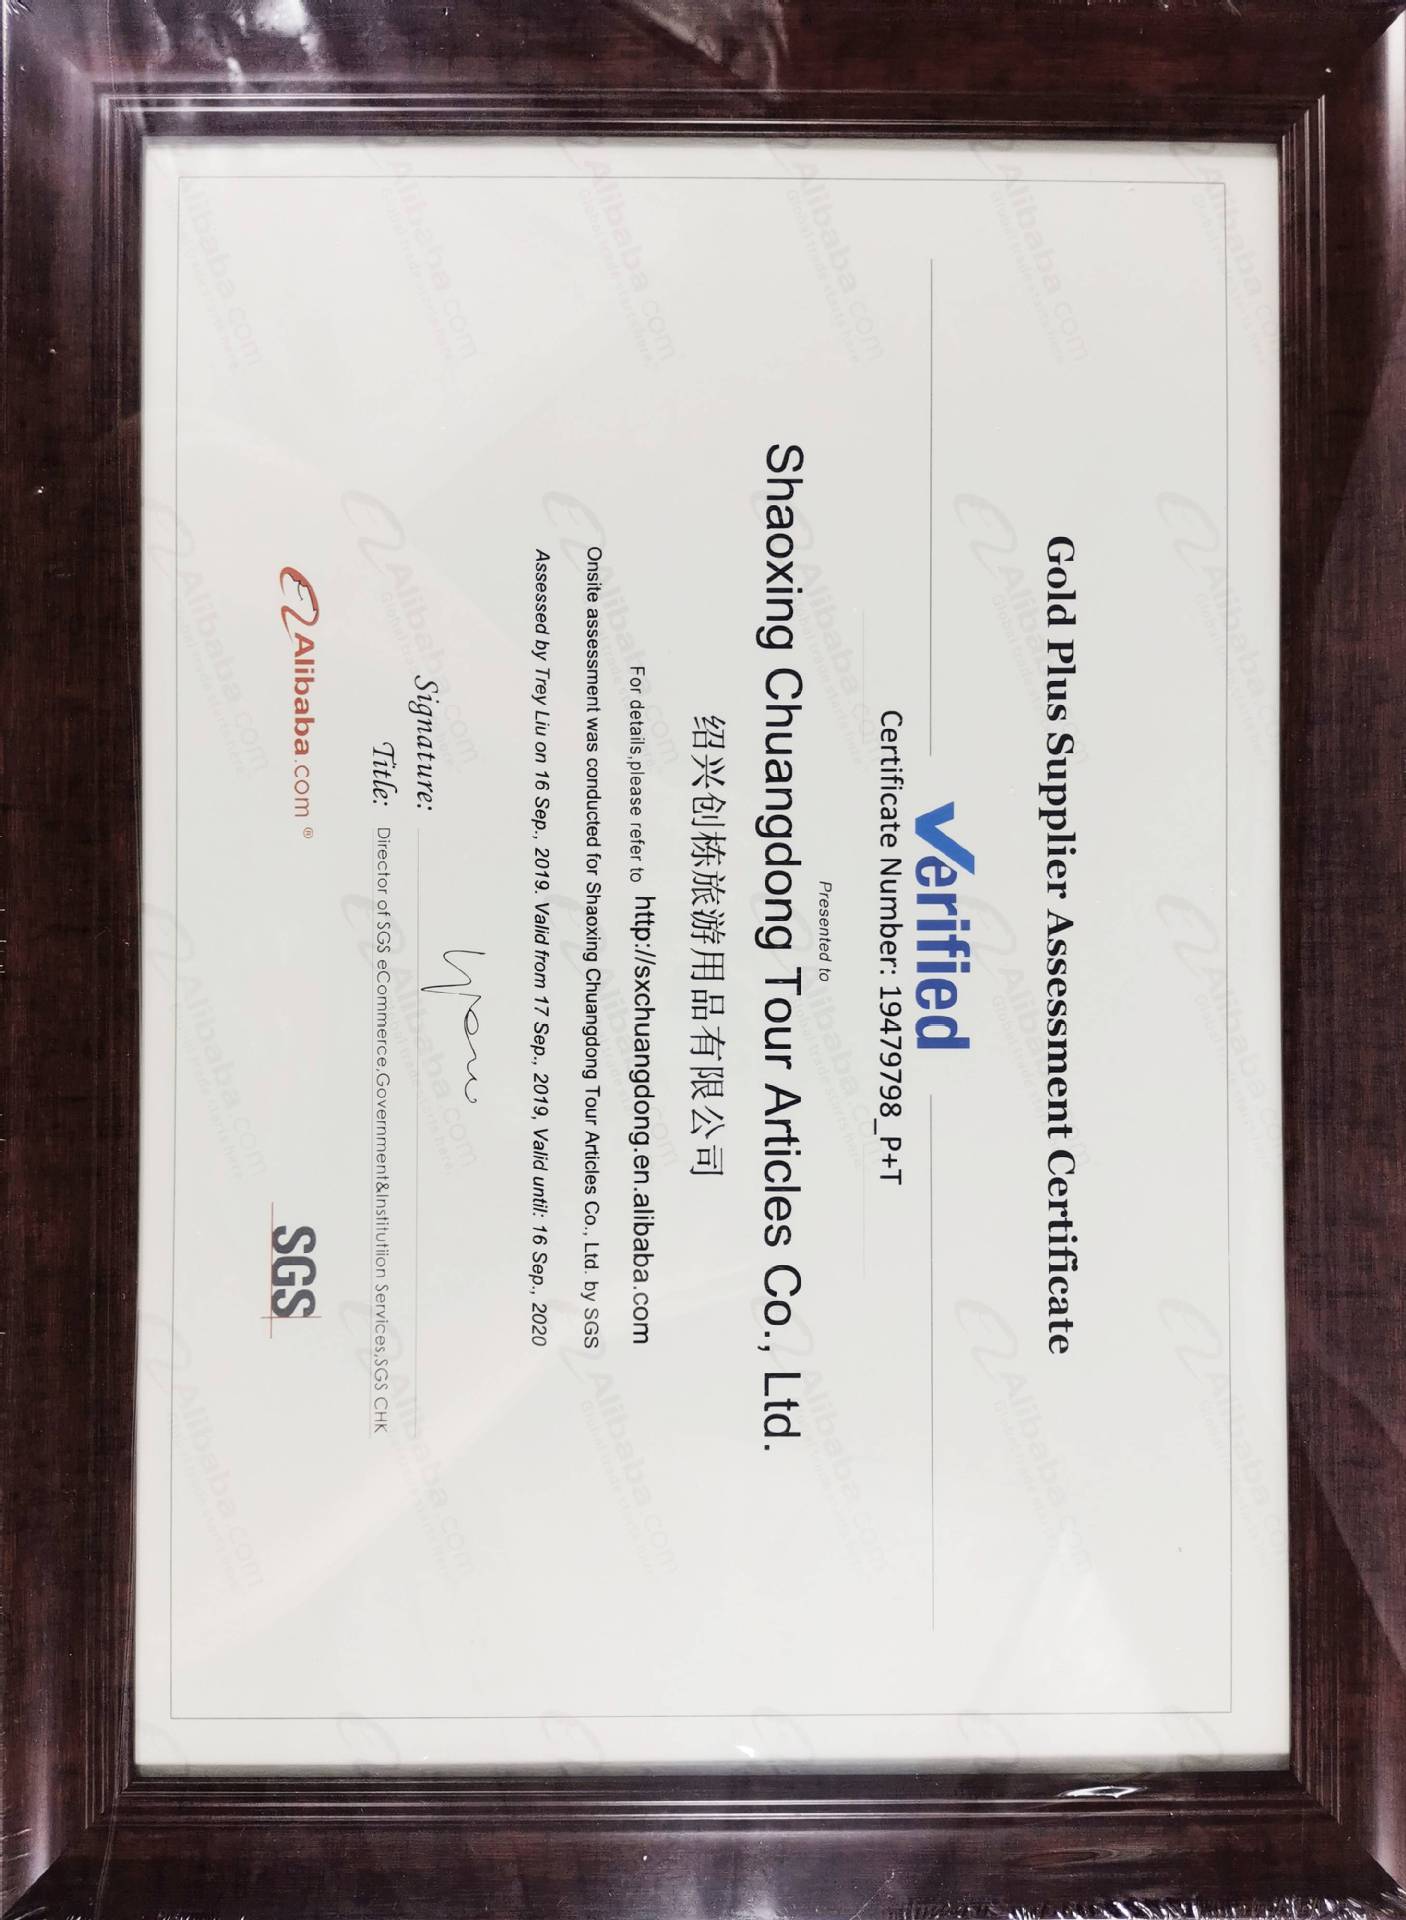 Gold Plus Supplier Assessment Certificate
Verified
Certificate Number: 19479798_P+T
Presented to
Shaoxing Chuangdong Tour Articles Co., Ltd.
绍兴创栋旅游用品有限公司
For details,please refer to http://sxchuangdong.en.alibaba.com
Onsite assessment was conducted for Shaoxing Chuangdong Tour Articles Co., Ltd. by SGS
Assessed by Trey Liu on 16 Sep., 2019. Valid from 17 Sep., 2019, Valid until: 16 Sep., 2020
Signature:
Title: Director of SGS eCommerce,Government&Institutiion Services,SGS CHK
Alibaba.com ®
SGS